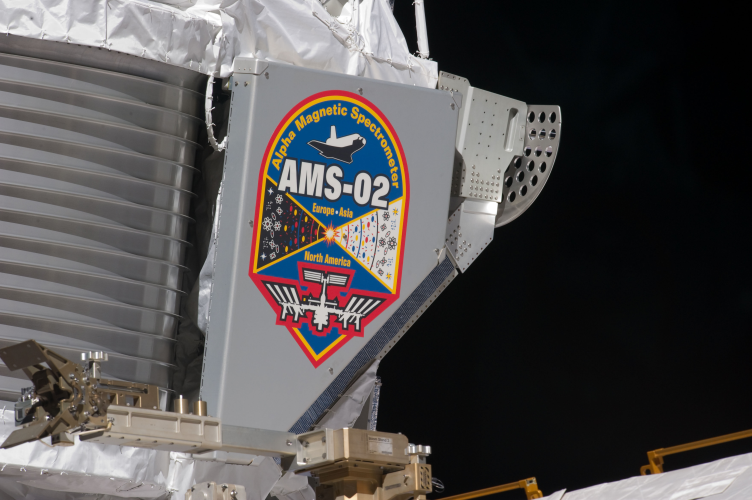 Alpha Magnetic Spectrometer
AMS-02
Europe • Asia
North America